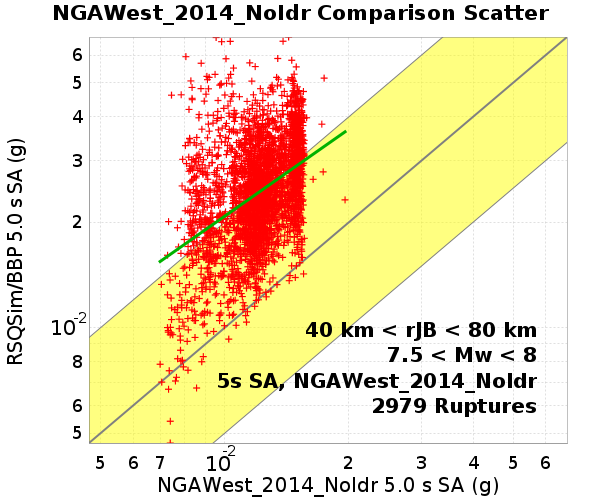 NGAWest_2014_NoIdr Comparison Scatter
RSQSim/BBP 5.0 s SA (g)
6
5
4
3
2
10-2
8
6
5
40 km < rJB < 80 km
7.5 < Mw < 8
5s SA, NGAWest_2014_NoIdr
2979 Ruptures
5 6 7 10-2 2 3 4 5 6
NGAWest_2014_NoIdr 5.0 s SA (g)